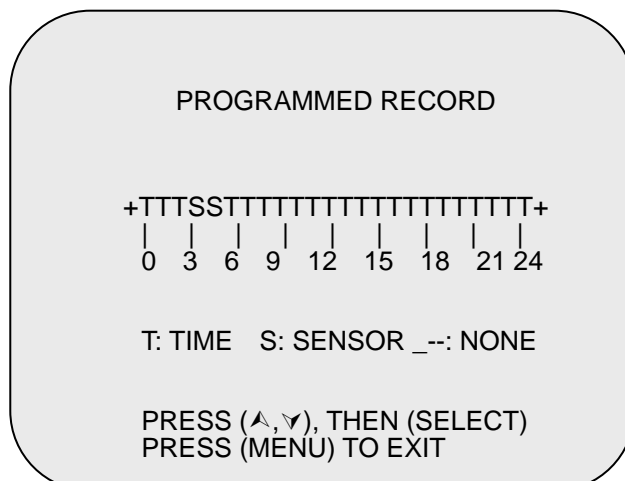 PROGRAMMED RECORD
+TTTSSTTTTTTTTTTTTTTTTTTT+
| | | | | | | | |
0 3 6 9 12 15 18 21 24
T: TIME S: SENSOR _--: NONE
PRESS (⮝,⮟), THEN (SELECT)
PRESS (MENU) TO EXIT